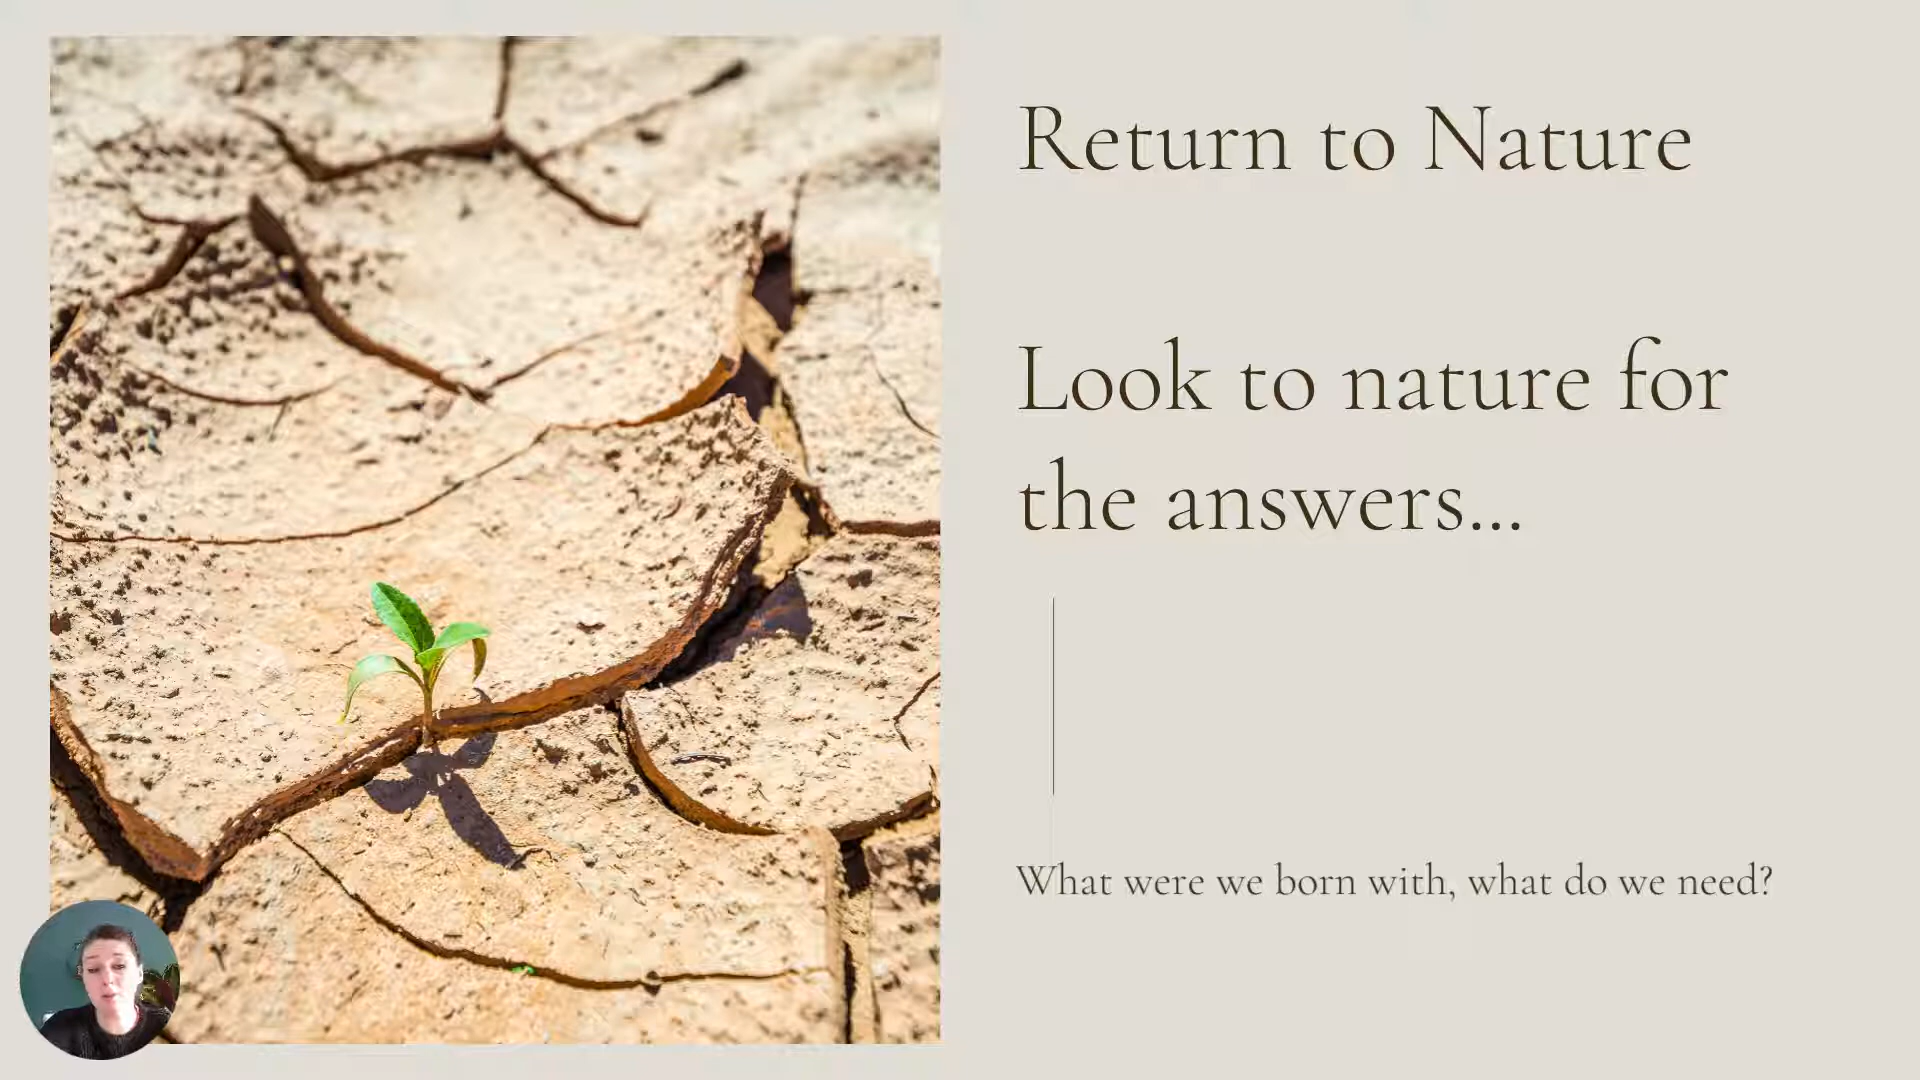 Return to Nature
Look to nature for
the answers...
What were we born with, what do we need?